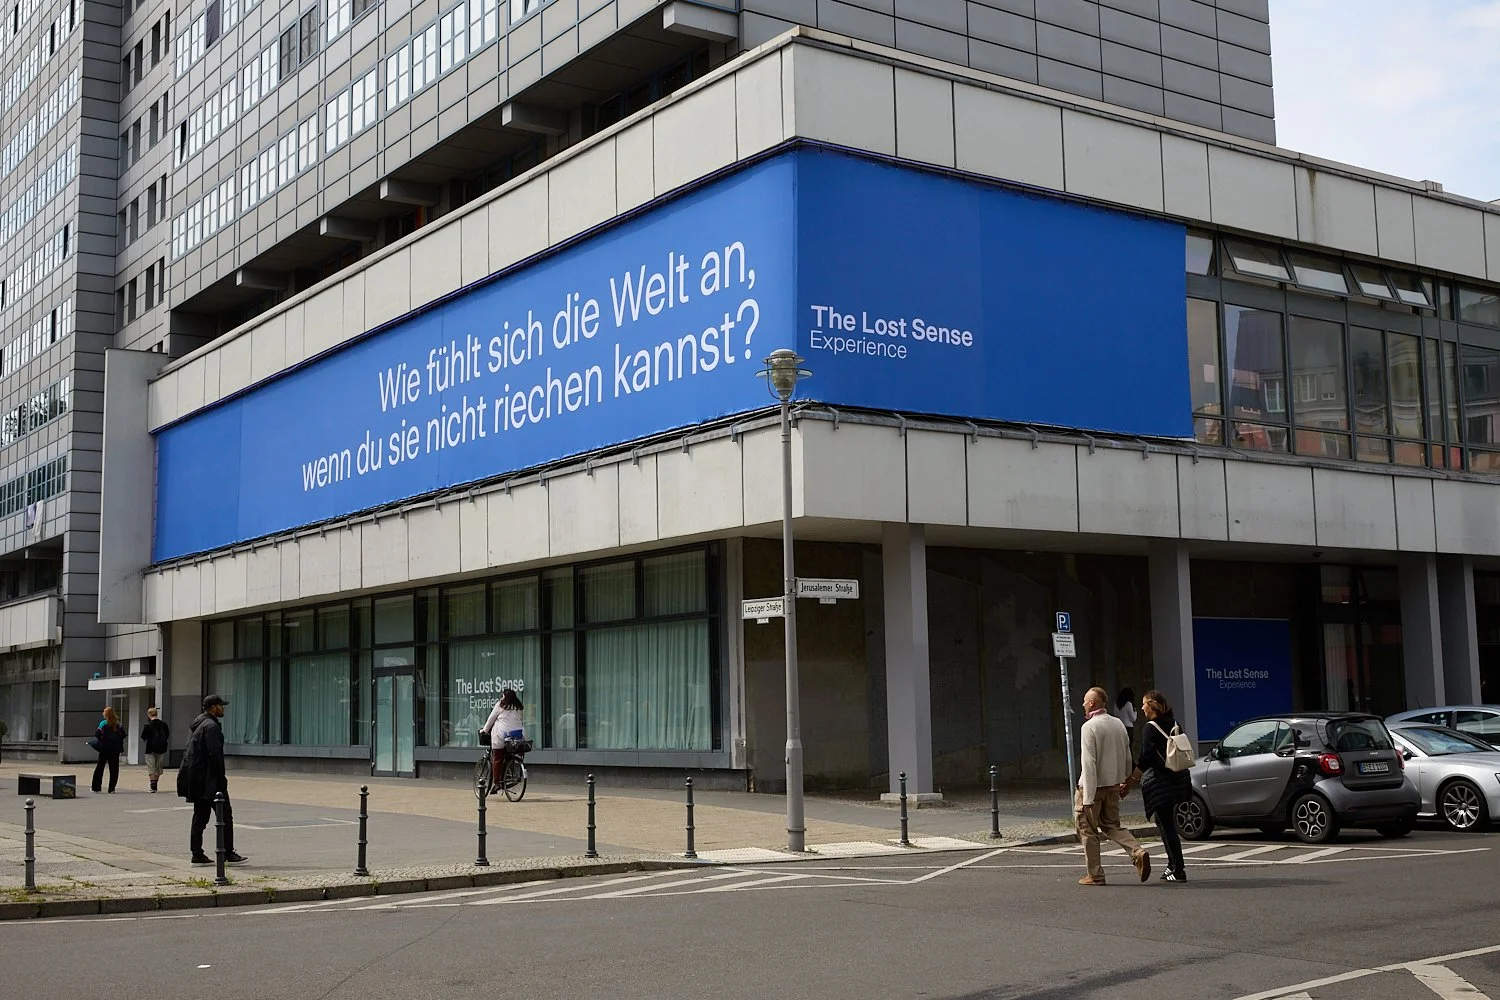 Wie fühlt sich die Welt an,
wenn du sie nicht riechen kannst?
The Lost Sense
Experience
Leipziger Straße
Jerusalemer Straße
P
The Lost Sense
Experience
The Lost Sense
Experience